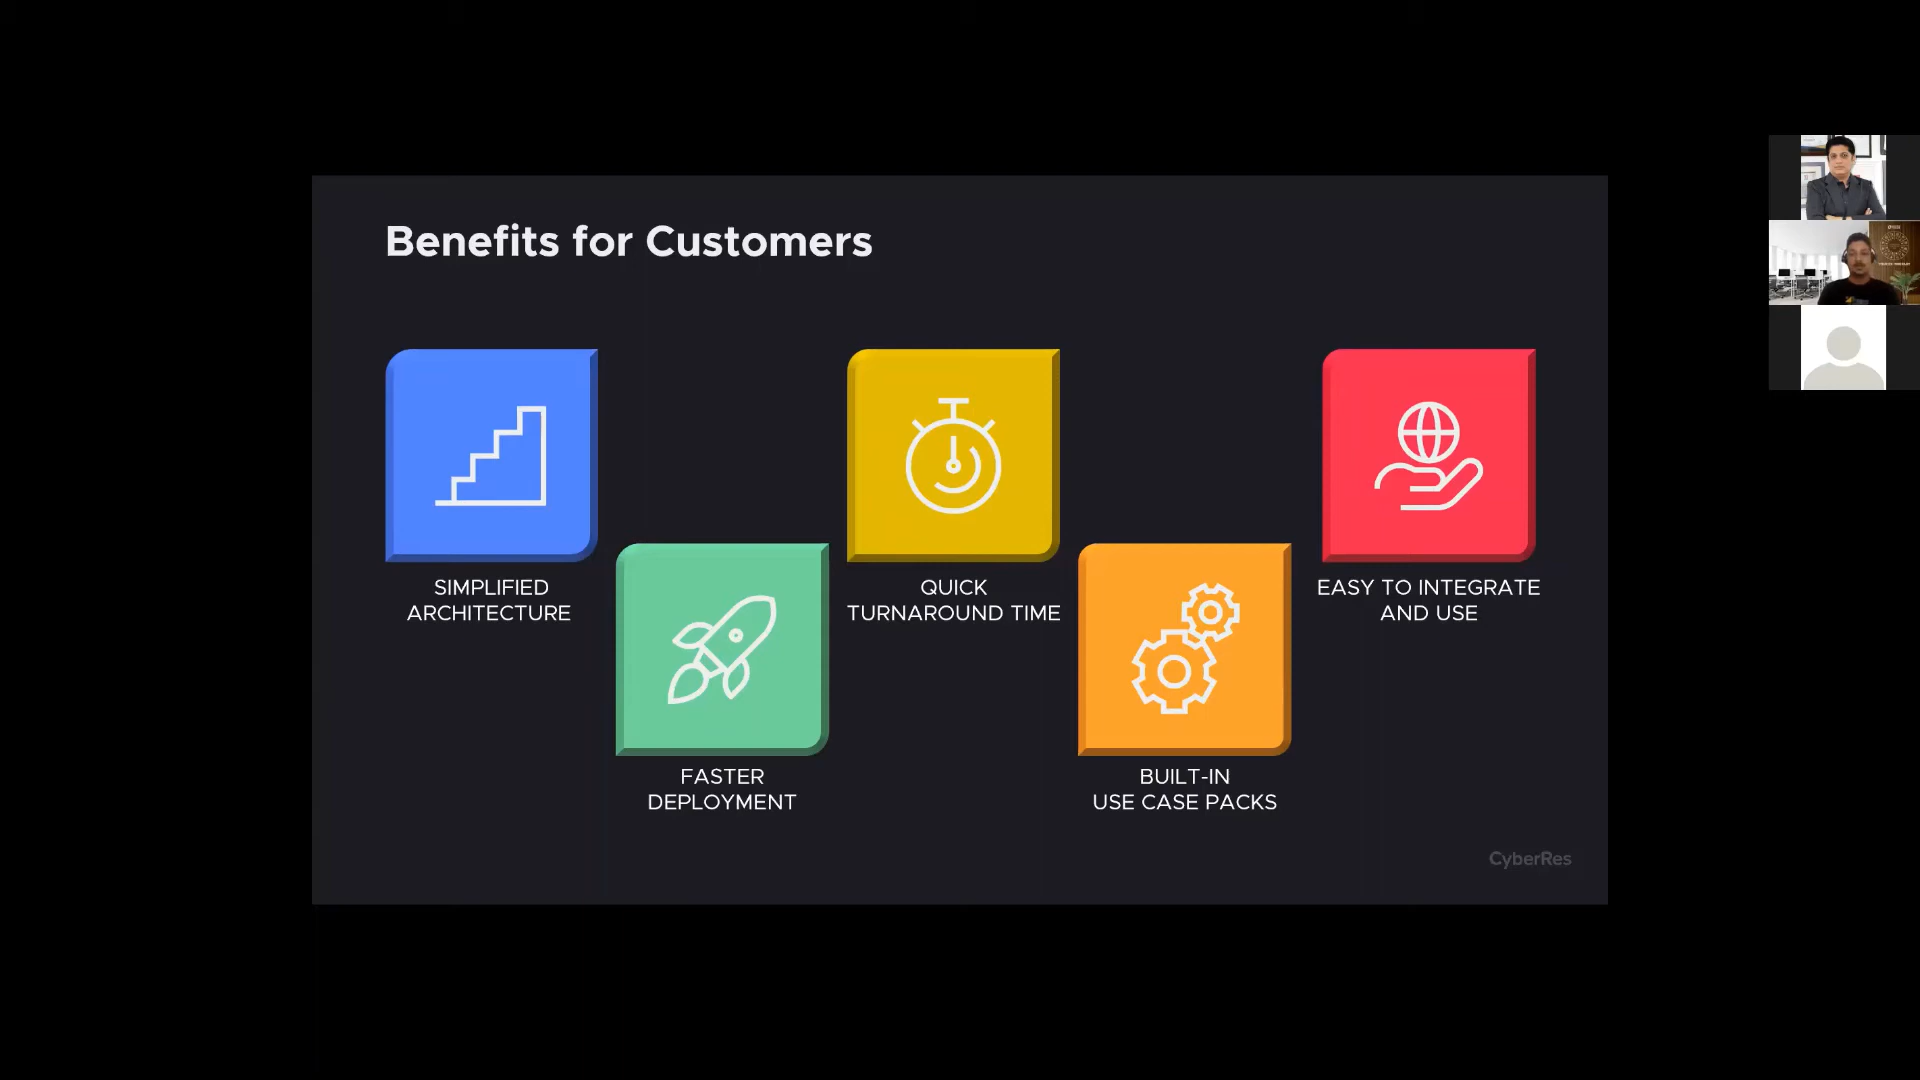 Benefits for Customers
SIMPLIFIED
ARCHITECTURE
FASTER
DEPLOYMENT
QUICK
TURNAROUND TIME
BUILT-IN
USE CASE PACKS
EASY TO INTEGRATE
AND USE
CyberRes